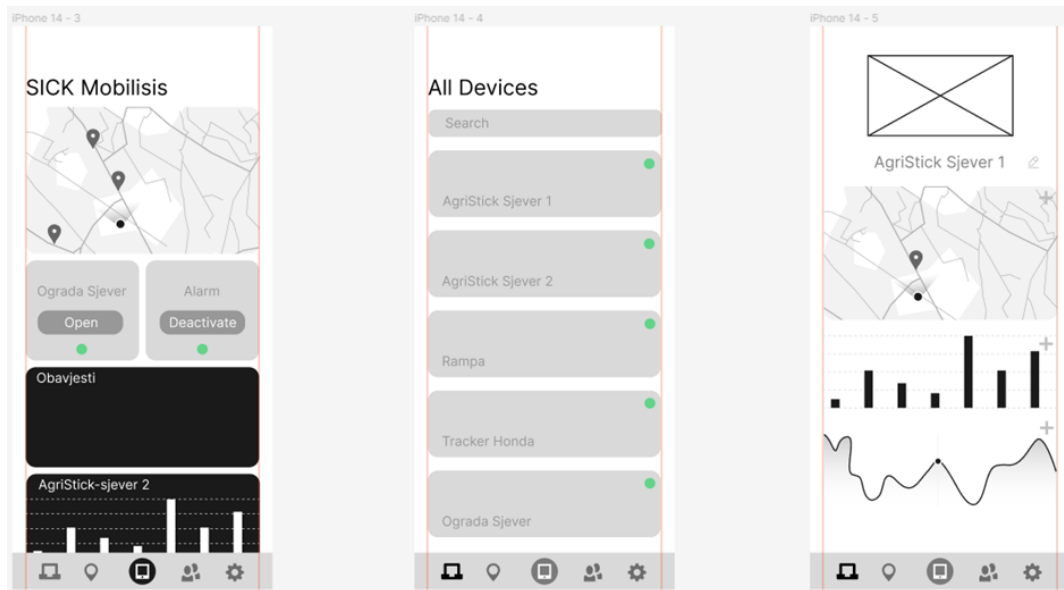 iPhone 14 - 3
SICK Mobilisis
Ograda Sjever
Open
Alarm
Deactivate
Obavjesti
AgriStick-sjever 2
iPhone 14 - 4
All Devices
Search
AgriStick Sjever 1
AgriStick Sjever 2
Rampa
Tracker Honda
Ograda Sjever
iPhone 14 - 5
AgriStick Sjever 1